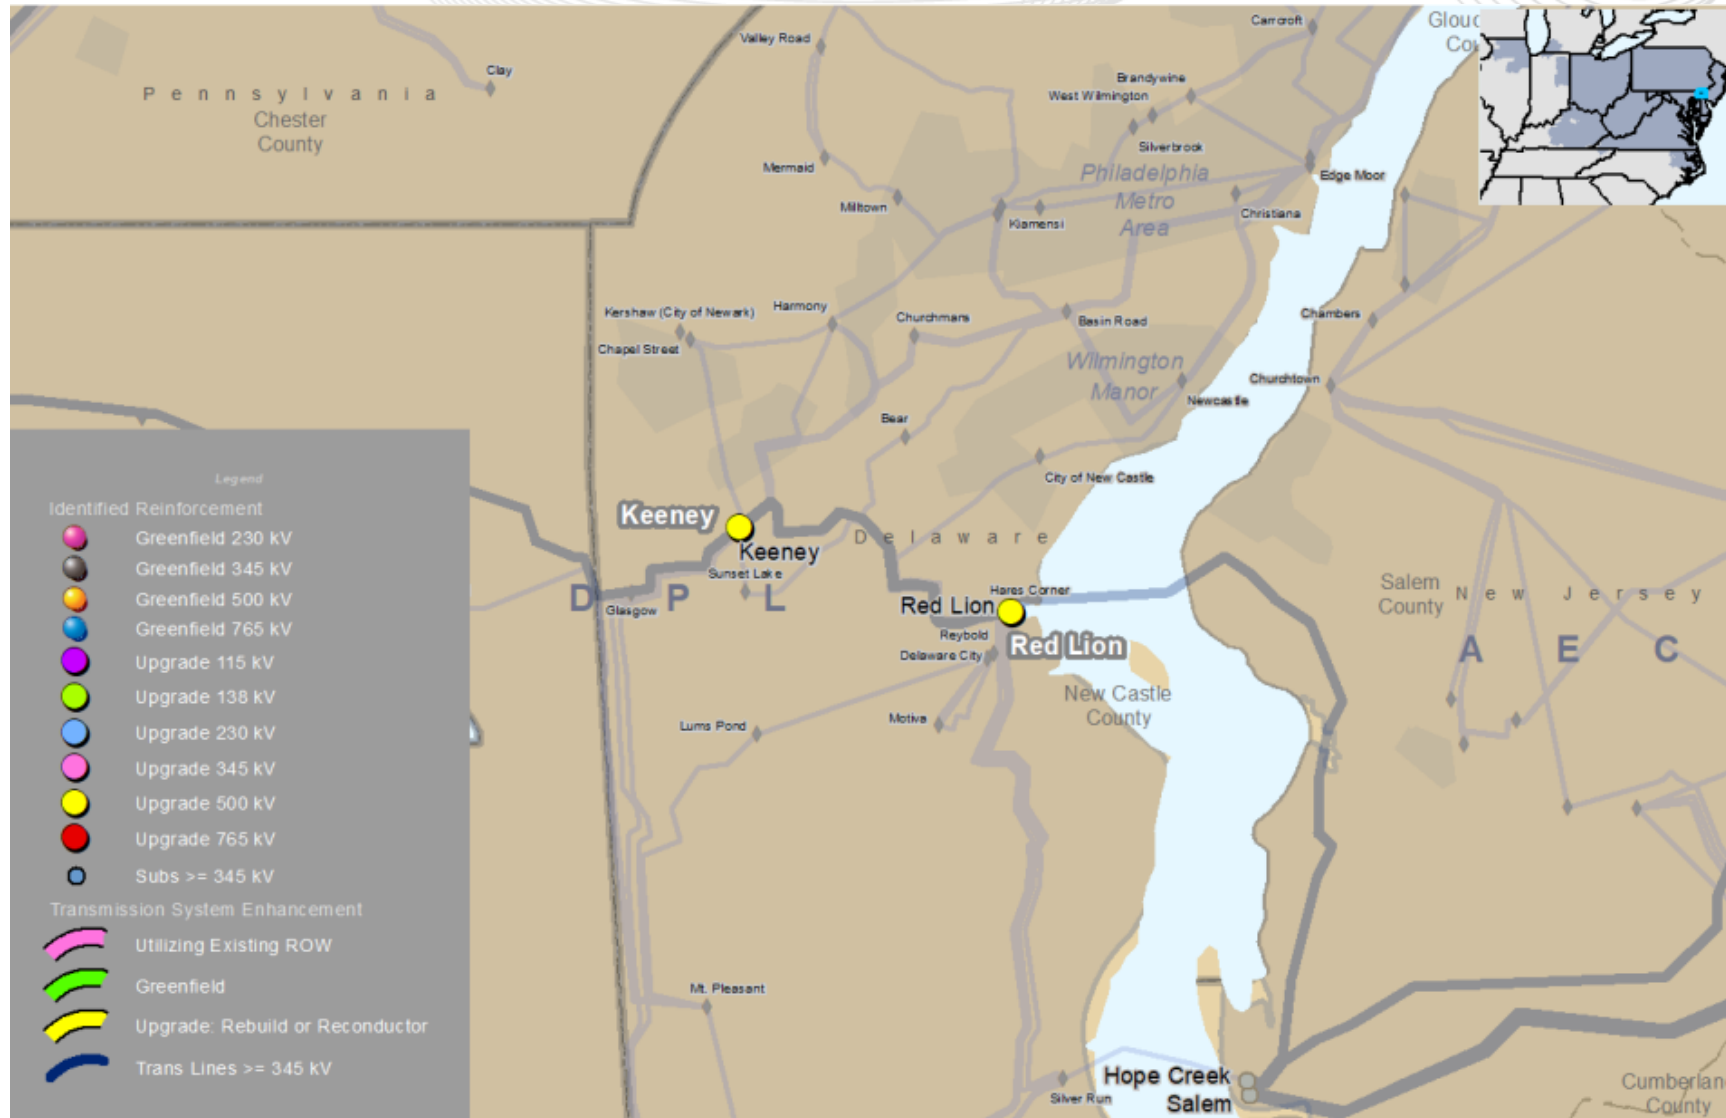 Valley Road
Clay
Pennsylvania
Chester
County
Carrcroft
Brandywine
West Wilmington
Silverbrook
Mermaid
Milltown
Philadelphia
Metro
Area
Kiamensi
Edge Moor
Christiana
Kershaw (City of Newark)
Harmony
Chapel Street
Churchmans
Basin Road
Chambers
Wilmington
Manor
Churchtown
Newcastle
Bear
City of New Castle
Keeney
Keeney
Delaware
Sunset Lake
D P L
Glasgow
Hares Corner
Red Lion
Red Lion
Reybold
Delaware City
New Castle
County
Lums Pond
Motiva
Salem
County
New Jersey
A E C
Mt. Pleasant
Silver Run
Hope Creek
Salem
County
Legend
Identified Reinforcement
Greenfield 230 kV
Greenfield 345 kV
Greenfield 500 kV
Greenfield 765 kV
Upgrade 115 kV
Upgrade 138 kV
Upgrade 230 kV
Upgrade 345 kV
Upgrade 500 kV
Upgrade 765 kV
Subs >= 345 kV
Transmission System Enhancement
Utilizing Existing ROW
Greenfield
Upgrade: Rebuild or Reconductor
Trans Lines >= 345 kV